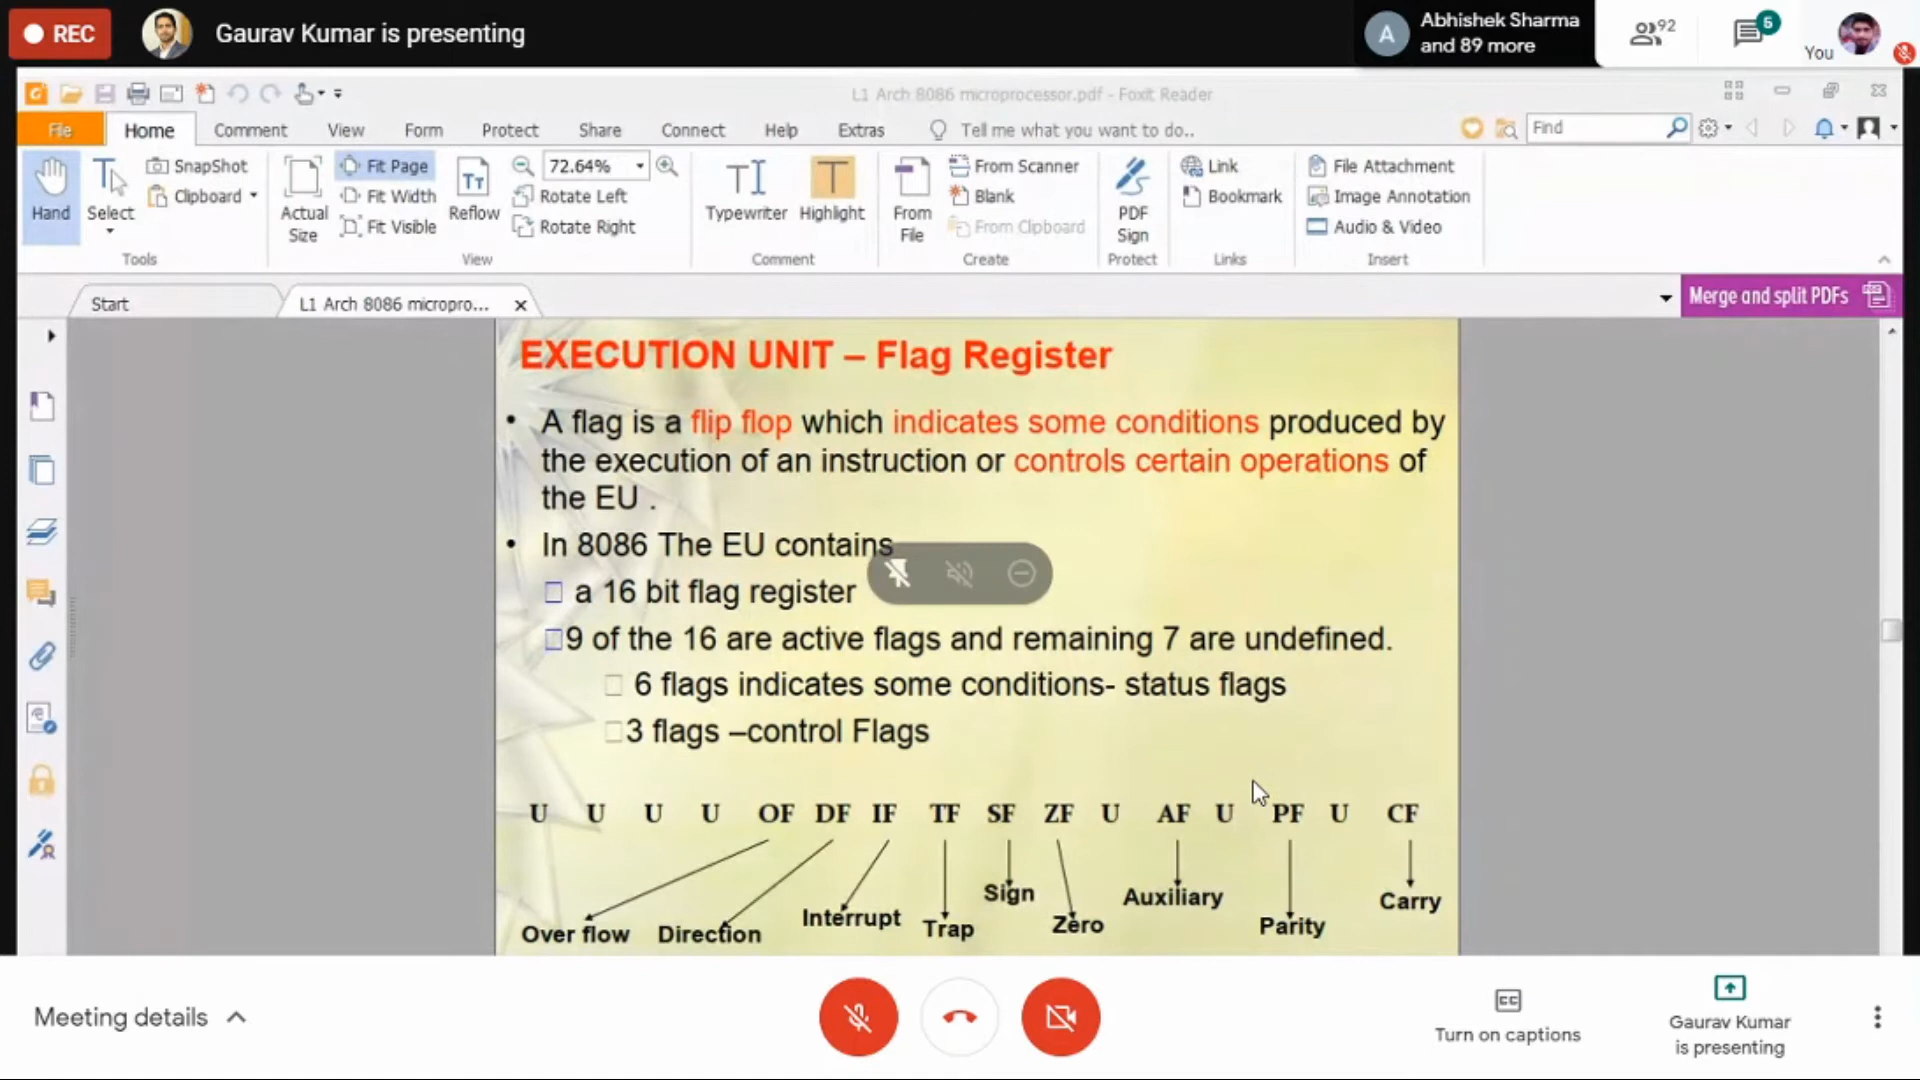 REC
Gaurav Kumar is presenting
A
Abhishek Sharma
and 89 more
92
5
You
L1 Arch 8086 microprocessor.pdf - Foxit Reader
File
Home
Comment
View
Form
Protect
Share
Connect
Help
Extras
Tell me what you want to do..
Find
Hand
Select
SnapShot
Clipboard
Tools
Actual
Size
Fit Page
Fit Width
Fit Visible
Reflow
72.64%
Rotate Left
Rotate Right
View
Typewriter
Highlight
Comment
From
File
From Scanner
Blank
From Clipboard
Create
PDF
Sign
Protect
Link
Bookmark
Links
File Attachment
Image Annotation
Audio & Video
Insert
Start
L1 Arch 8086 micropro...
Merge and split PDFs
EXECUTION UNIT – Flag Register
• A flag is a flip flop which indicates some conditions produced by
the execution of an instruction or controls certain operations of
the EU .
• In 8086 The EU contains
a 16 bit flag register
9 of the 16 are active flags and remaining 7 are undefined.
6 flags indicates some conditions- status flags
3 flags –control Flags
U U U U OF DF IF TF SF ZF U AF U PF U CF
Over flow Direction Interrupt Trap Sign Zero Auxiliary Parity Carry
Meeting details
Turn on captions
Gaurav Kumar
is presenting